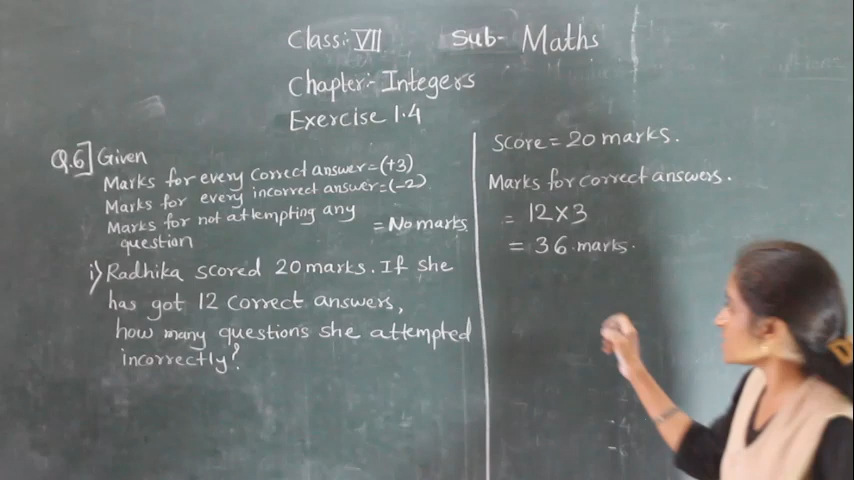 Class:- VII Sub- Maths
Chapter:- Integers
Exercise 1.4
Q.6] Given
Marks for every correct answer=(+3)
Marks for every incorrect answer=(-2)
Marks for not attempting any
question = No marks
i) Radhika scored 20 marks. If she
has got 12 correct answers,
how many questions she attempted
incorrectly?
Score = 20 marks.
Marks for correct answers.
= 12×3
= 36 marks.